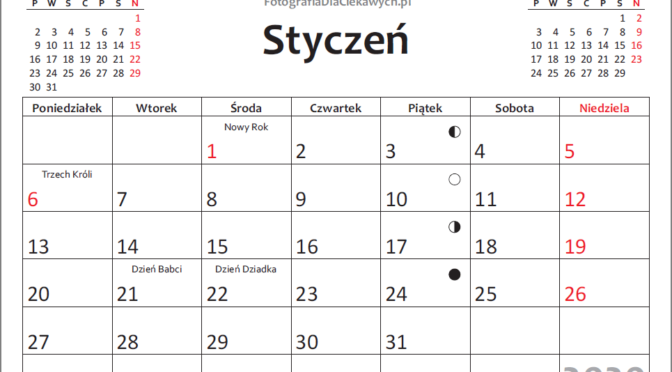 FotografiaDlaCiekawych.pl
P W Ś C P S N
1
2 3 4 5 6 7 8
9 10 11 12 13 14 15
16 17 18 19 20 21 22
23 24 25 26 27 28 29
30 31
Styczeń
P W Ś C P S N
1 2
3 4 5 6 7 8 9
10 11 12 13 14 15 16
17 18 19 20 21 22 23
24 25 26 27 28 29
Poniedziałek Wtorek Środa Czwartek Piątek Sobota Niedziela
Nowy Rok
1 2 3 4 5
Trzech Króli
6 7 8 9 10 11 12
13 14 15 16 17 18 19
Dzień Babci Dzień Dziadka
20 21 22 23 24 25 26
27 28 29 30 31
2020